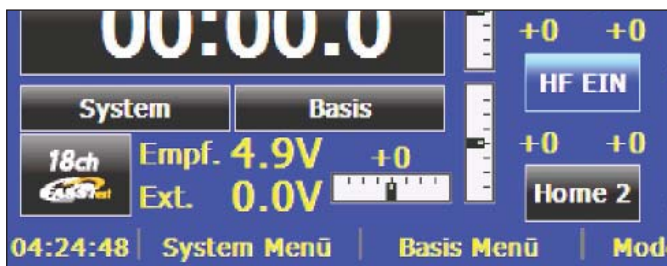 00:00.0
+0 +0
HF EIN
System Basis
18ch Empf. 4.9V +0 +0 +0
FASSTest Ext. 0.0V Home 2
04:24:48 System Menü Basis Menü